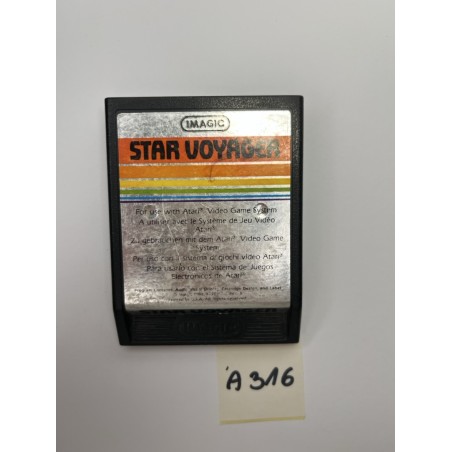 IMAGIC
STAR VOYAGER
For use with Atari® Video Game System
A utiliser avec le Système de Jeu Vidéo
Atari®
Zu gebrauchen mit dem Atari® Video Game
System
Per uso con il sistema di giochi video Atari®
Para usarlo con el Sistema de Juegos
Electronicos de Atari®
A316